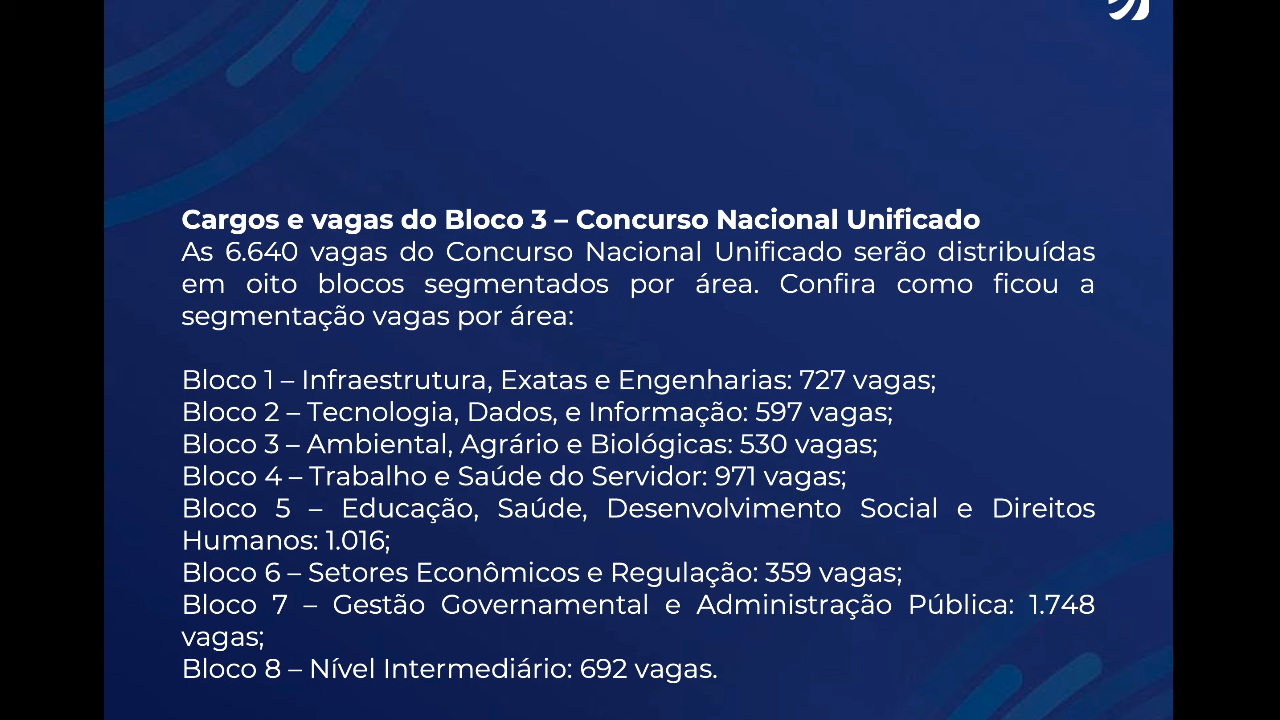 Cargos e vagas do Bloco 3 – Concurso Nacional Unificado
As 6.640 vagas do Concurso Nacional Unificado serão distribuídas
em oito blocos segmentados por área. Confira como ficou a
segmentação vagas por área:
Bloco 1 – Infraestrutura, Exatas e Engenharias: 727 vagas;
Bloco 2 – Tecnologia, Dados, e Informação: 597 vagas;
Bloco 3 – Ambiental, Agrário e Biológicas: 530 vagas;
Bloco 4 – Trabalho e Saúde do Servidor: 971 vagas;
Bloco 5 – Educação, Saúde, Desenvolvimento Social e Direitos
Humanos: 1.016;
Bloco 6 – Setores Econômicos e Regulação: 359 vagas;
Bloco 7 – Gestão Governamental e Administração Pública: 1.748
vagas;
Bloco 8 – Nível Intermediário: 692 vagas.